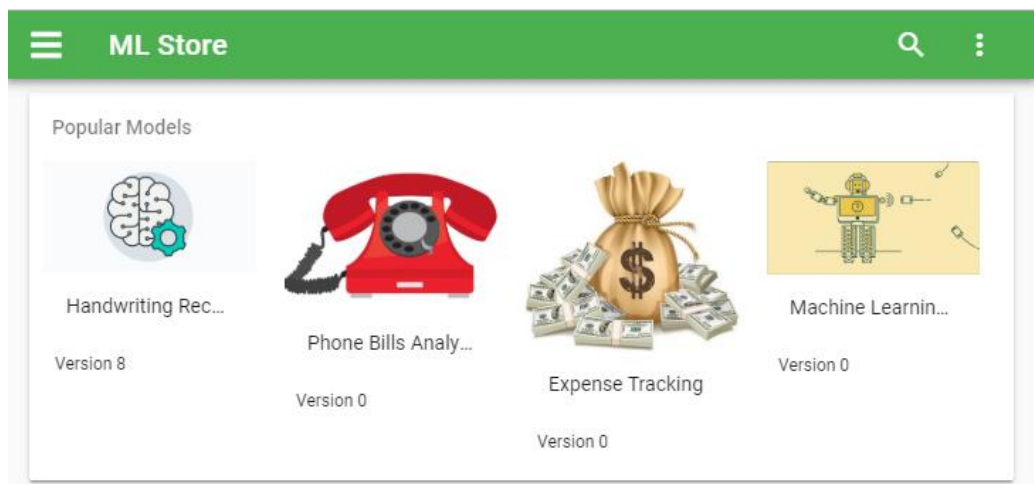 ML Store
Popular Models
Handwriting Rec...
Version 8
Phone Bills Analy...
Version 0
$
Expense Tracking
Version 0
Machine Learnin...
Version 0